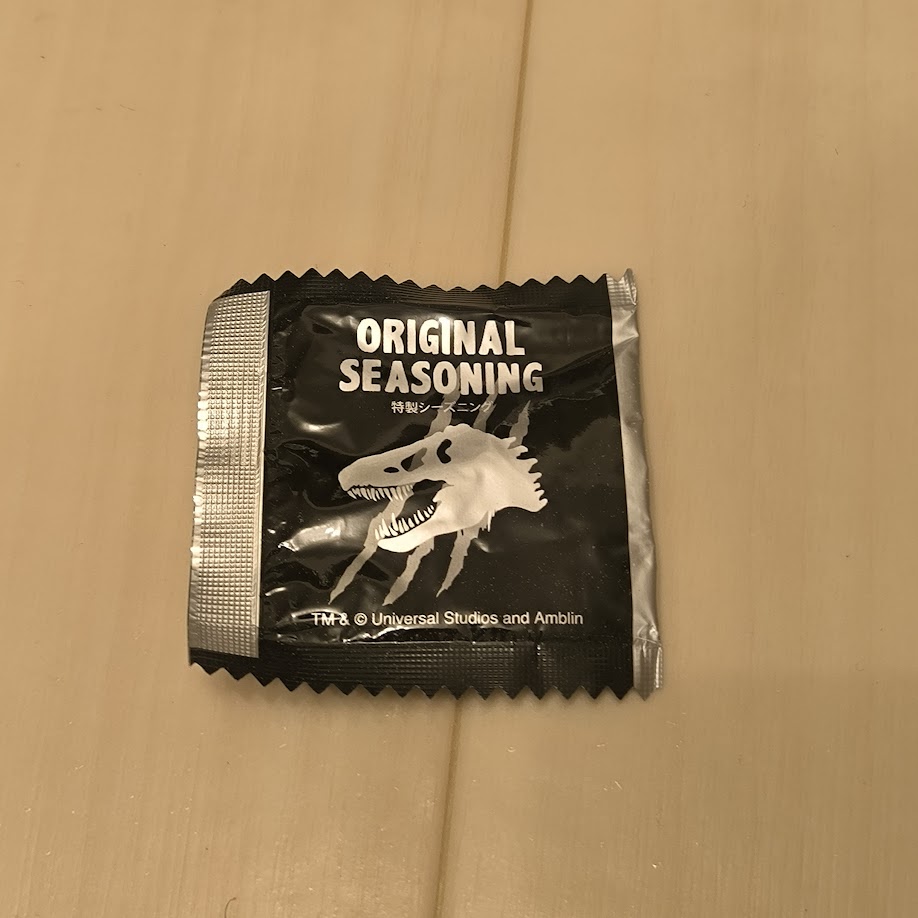 ORIGINAL
SEASONING
特製シーズニング
TM & © Universal Studios and Amblin